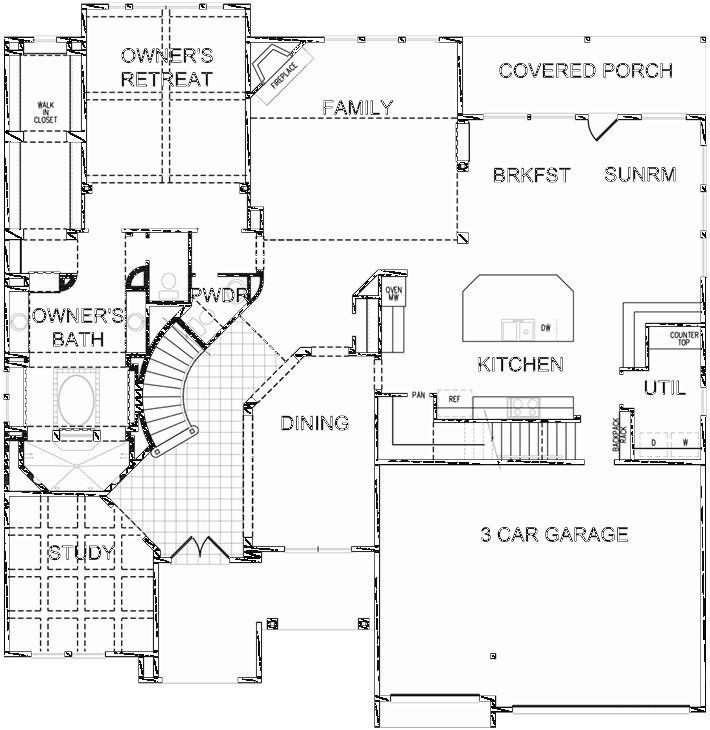 OWNER'S
RETREAT
FIREPLACE
COVERED PORCH
WALK
IN
CLOSET
FAMILY
BRKFST
SUNRM
PWDR
OVEN
MW
OWNER'S
BATH
DW
COUNTER
TOP
KITCHEN
UTIL
PAN
REF
DINING
BACKPACK
RACK
D
W
STUDY
3 CAR GARAGE